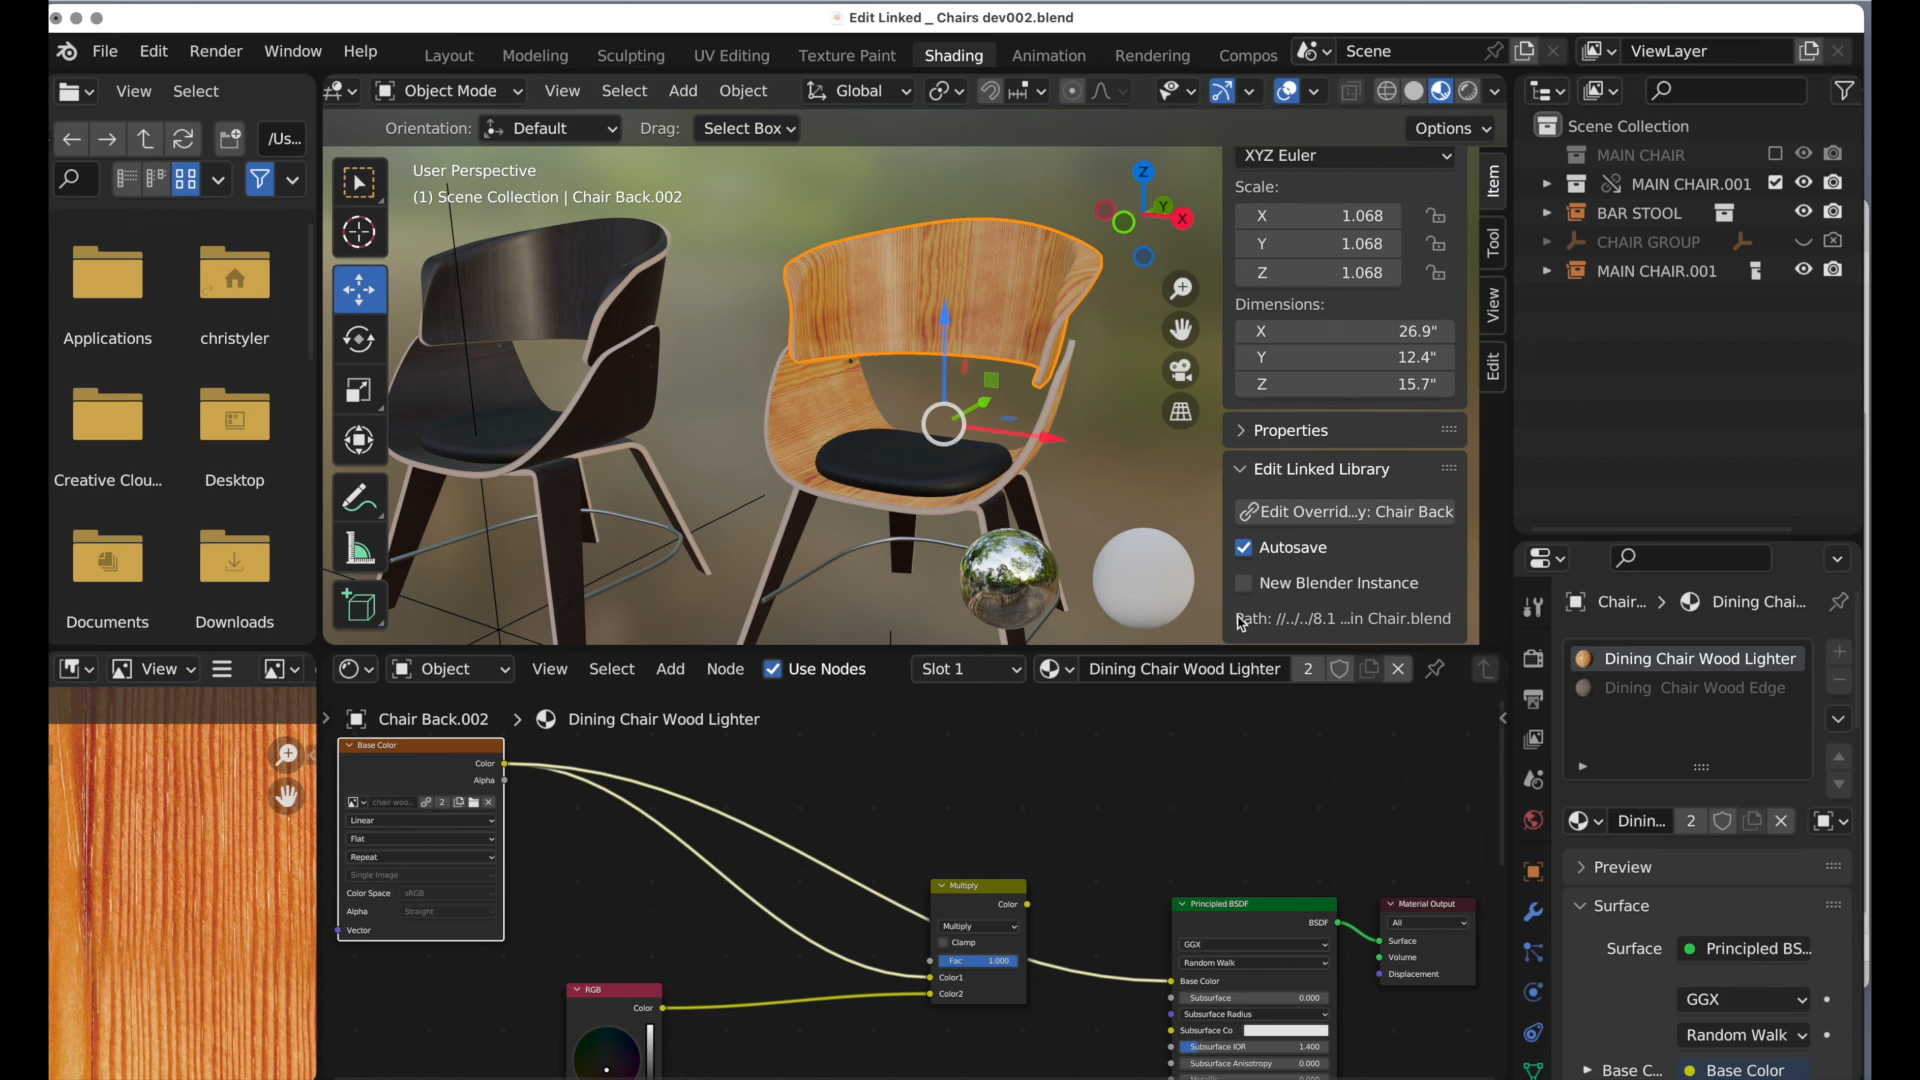 Edit Linked _ Chairs dev002.blend
File Edit Render Window Help
Layout Modeling Sculpting UV Editing Texture Paint Shading Animation Rendering Compos
Scene
ViewLayer
View Select
/Us...
Applications
christyler
Creative Clou...
Desktop
Documents
Downloads
Object Mode
View Select Add Object
Global
Orientation: Default
Drag: Select Box
Options
User Perspective
(1) Scene Collection | Chair Back.002
Z
Y
X
XYZ Euler
Scale:
X 1.068
Y 1.068
Z 1.068
Dimensions:
X 26.9"
Y 12.4"
Z 15.7"
Properties
Edit Linked Library
Edit Overrid...y: Chair Back
Autosave
New Blender Instance
Path: //../../8.1 ...in Chair.blend
Item
Tool
View
Edit
Scene Collection
MAIN CHAIR
MAIN CHAIR.001
BAR STOOL
CHAIR GROUP
MAIN CHAIR.001
View
Object
View Select Add Node
Use Nodes
Slot 1
Dining Chair Wood Lighter 2
Chair Back.002 > Dining Chair Wood Lighter
Base Color
Color
Alpha
chair woo... 2
Linear
Flat
Repeat
Single Image
Color Space sRGB
Alpha Straight
Vector
RGB
Color
Multiply
Color
Multiply
Clamp
Fac 1.000
Color1
Color2
Principled BSDF
BSDF
GGX
Random Walk
Base Color
Subsurface 0.000
Subsurface Radius
Subsurface Co
Subsurface IOR 1.400
Subsurface Anisotropy 0.000
Material Output
All
Surface
Volume
Displacement
Chair... > Dining Chai...
Dining Chair Wood Lighter
Dining Chair Wood Edge
Dinin... 2
Preview
Surface
Surface Principled BS...
GGX
Random Walk
Base C... Base Color